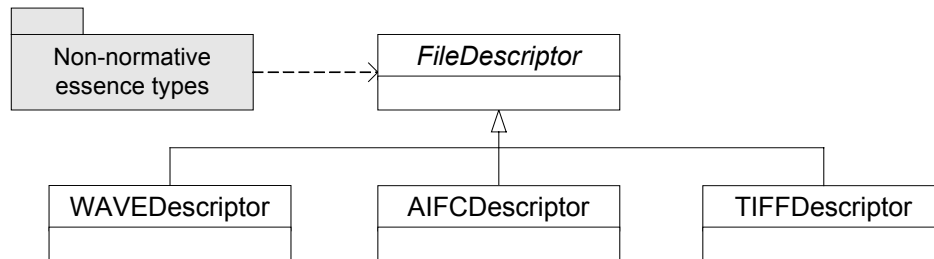 Non-normative
essence types
FileDescriptor
WAVEDescriptor
AIFCDescriptor
TIFFDescriptor